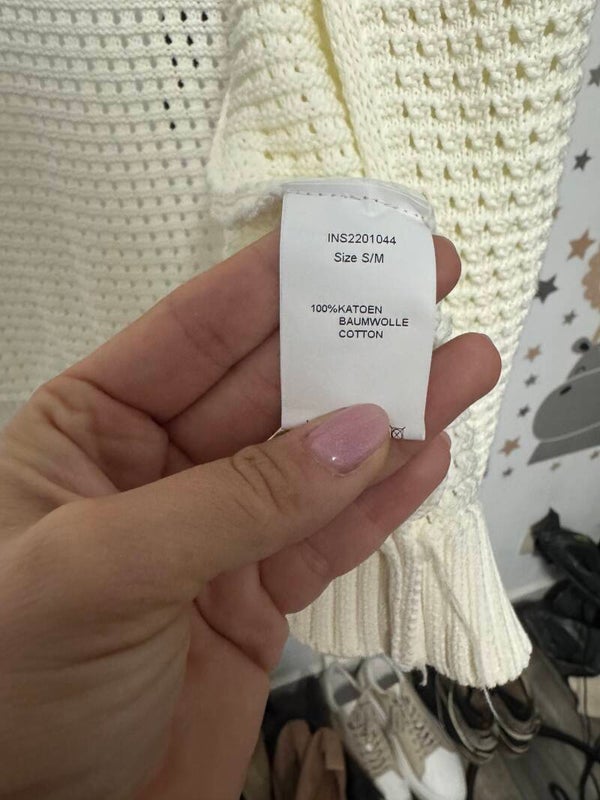 INS2201044
Size S/M
100%KATOEN
BAUMWOLLE
COTTON